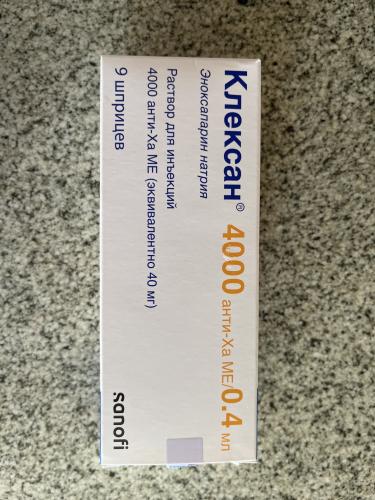 Клексан® 4000 анти-Ха МЕ/0.4 мл
Эноксапарин натрия
Раствор для инъекций
4000 анти-Ха МЕ (эквивалентно 40 мг)
9 шприцев
sanofi